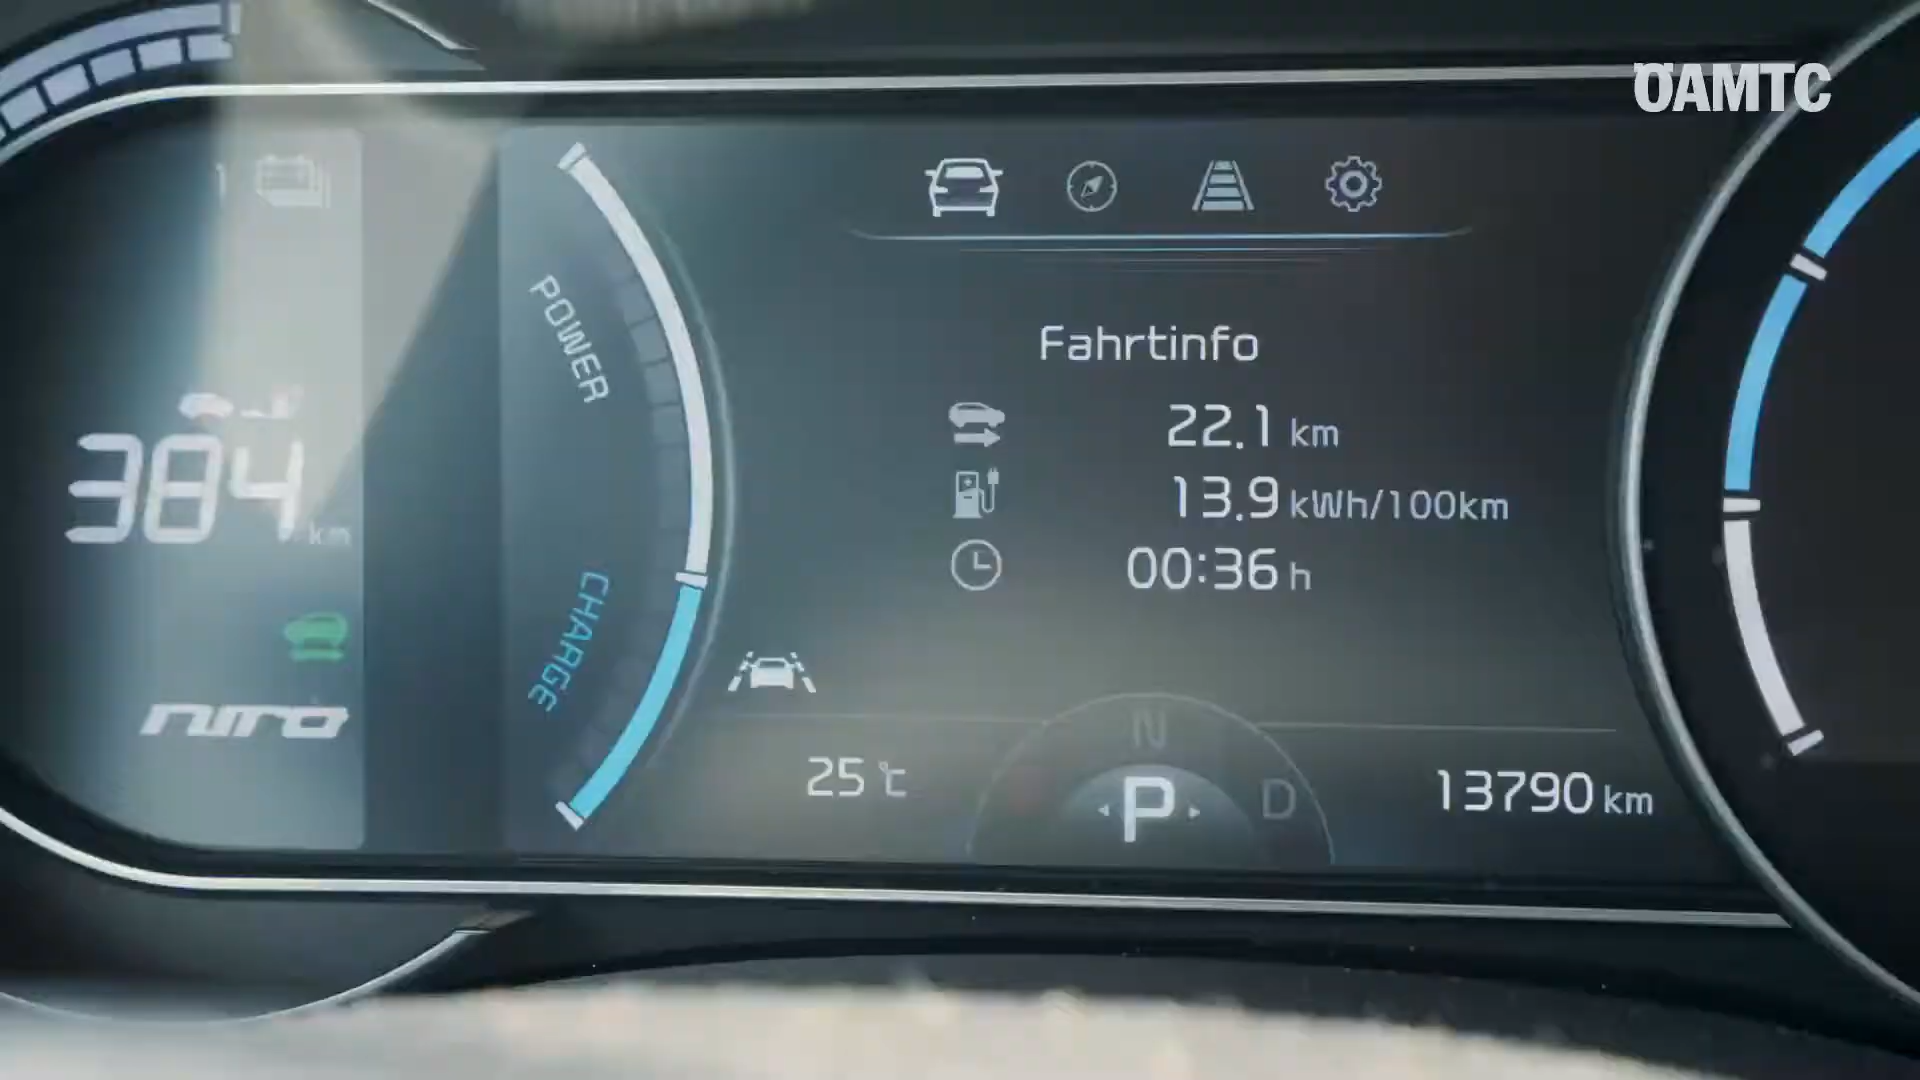 ÖAMTC
POWER
Fahrtinfo
22.1 km
384 km
13.9 kWh/100km
00:36 h
CHARGE
niro
N
25 °C
P
D
13790 km